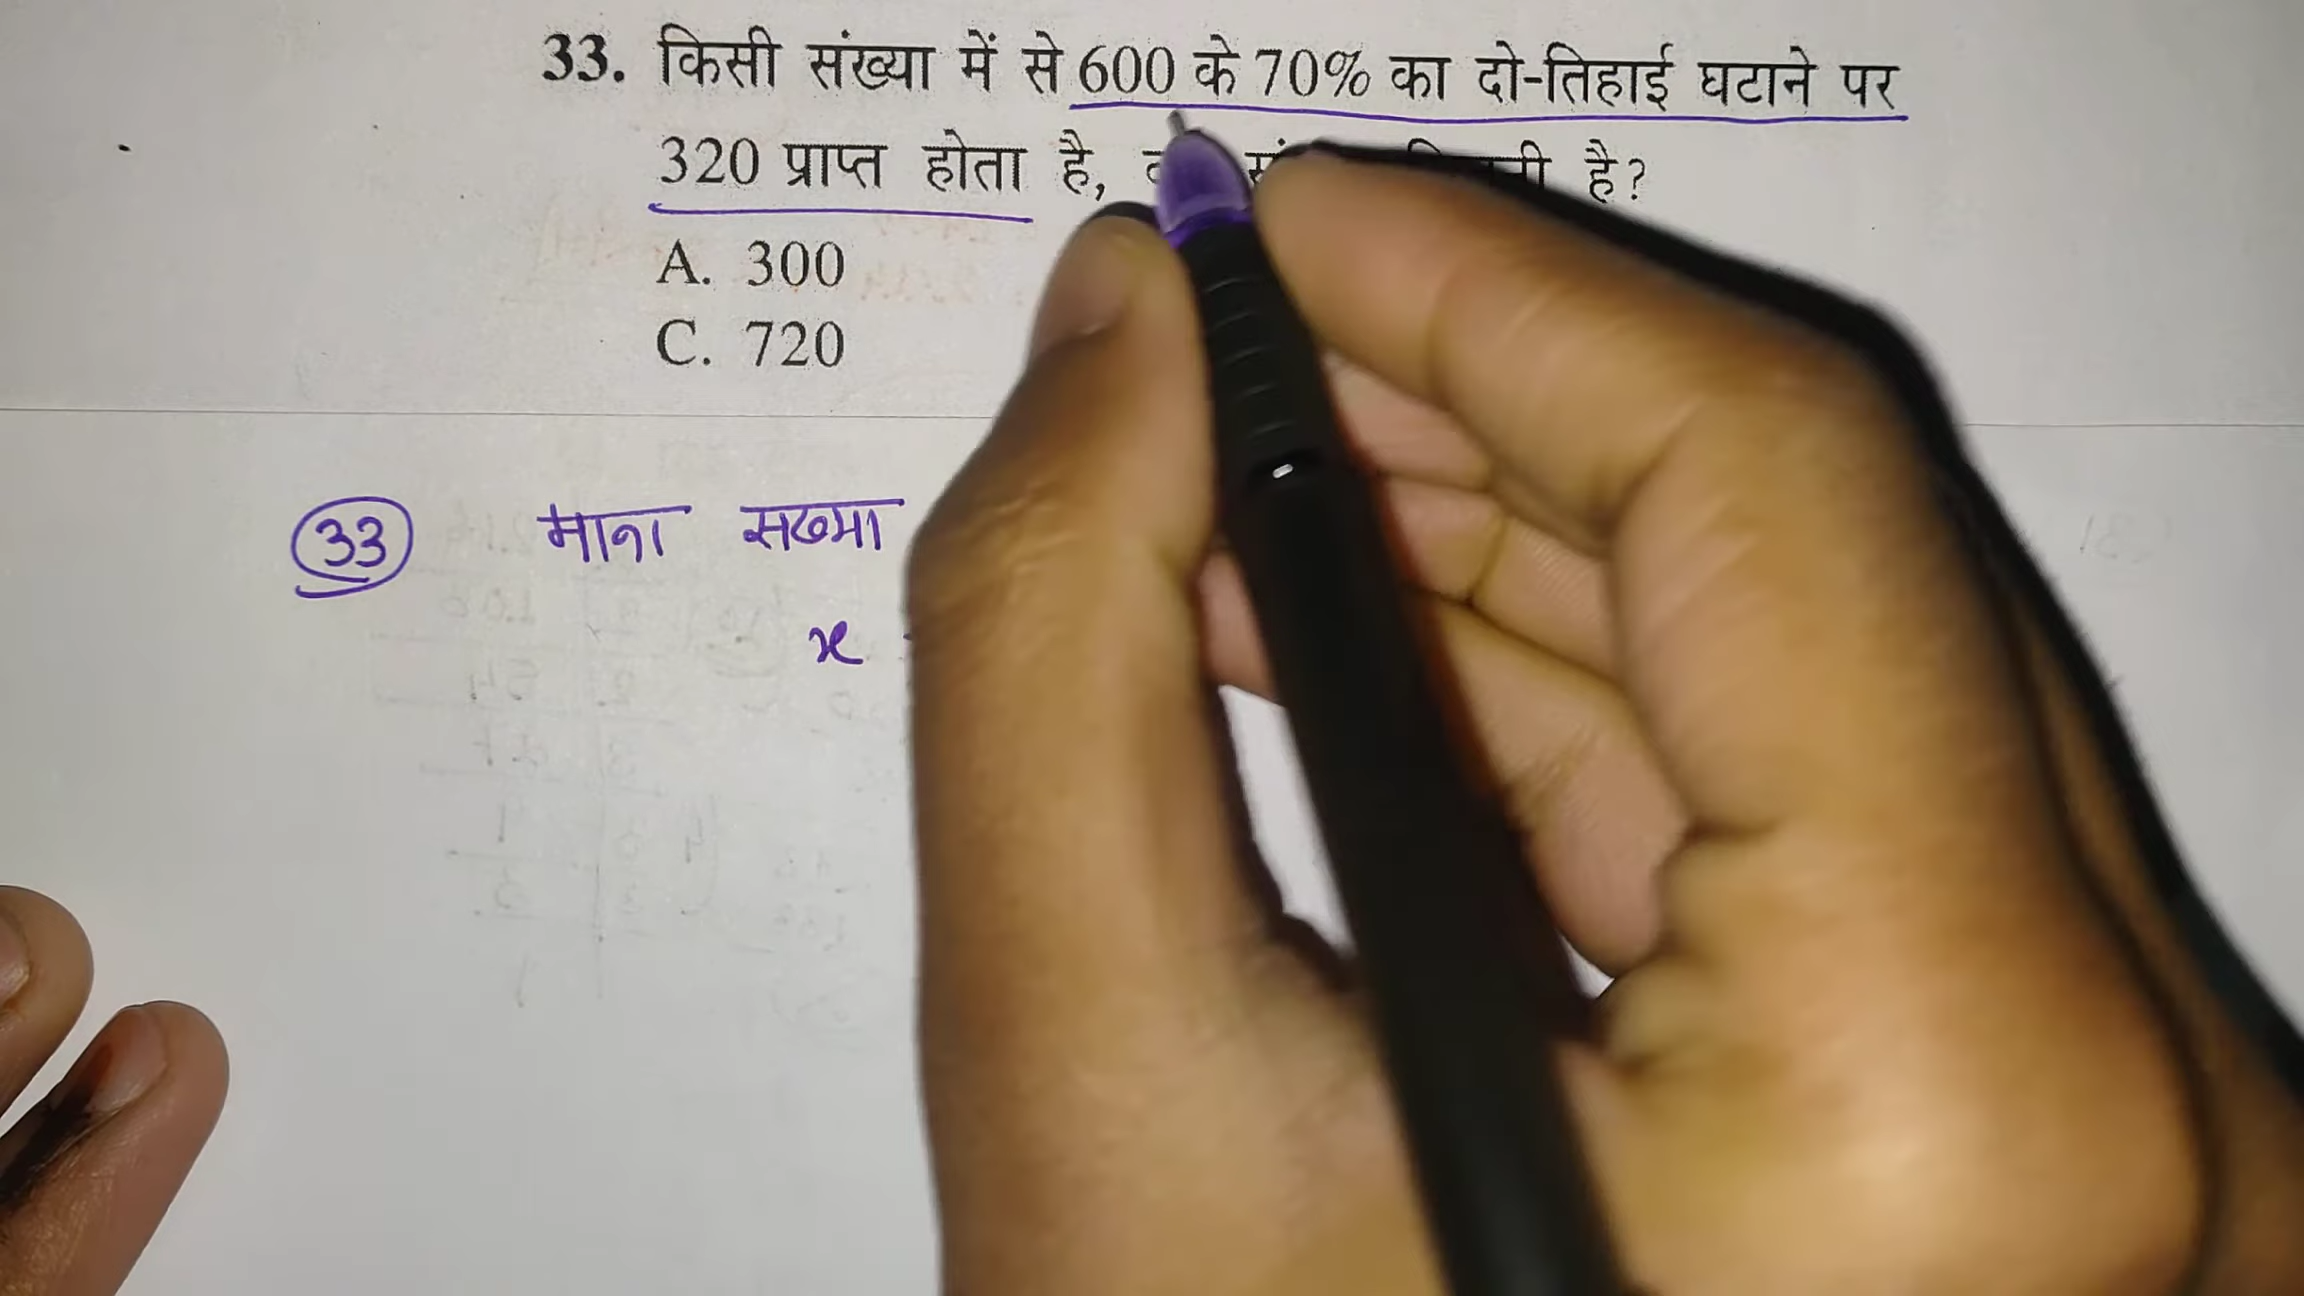 33. किसी संख्या में से 600 के 70% का दो-तिहाई घटाने पर
320 प्राप्त होता है, है?
A. 300
C. 720
33 माना सख्या
x